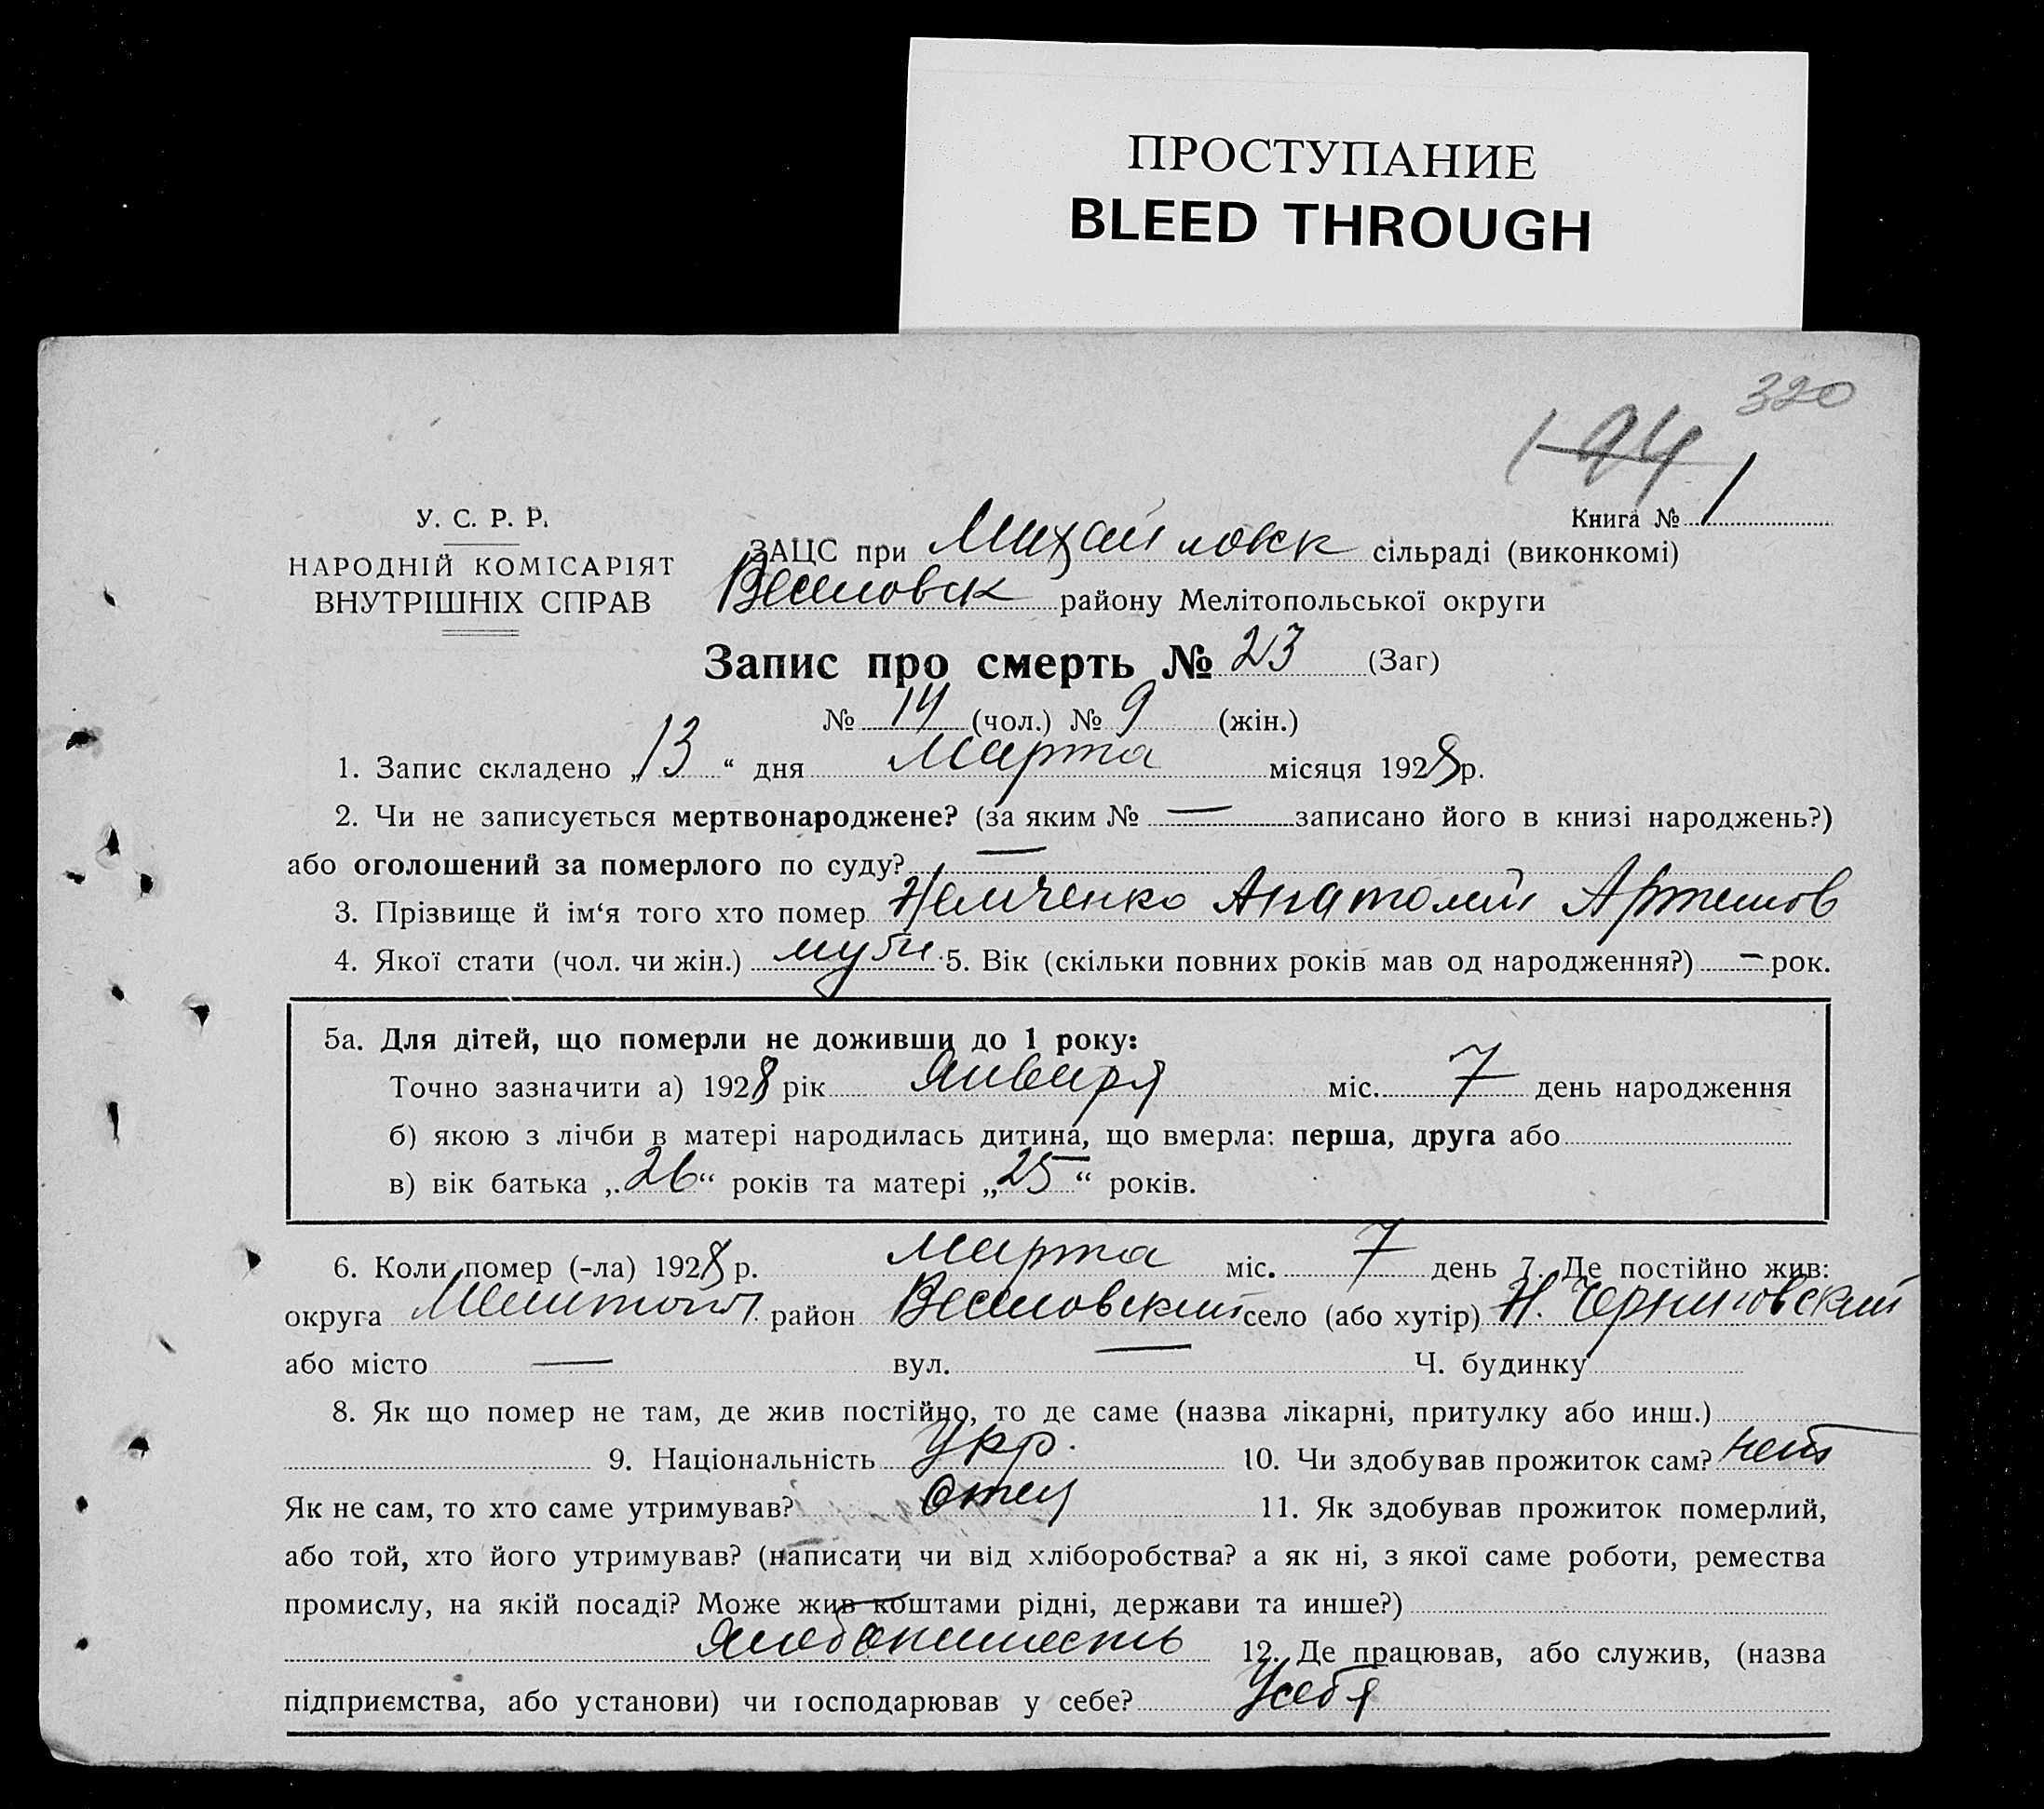 ПРОСТУПАНИЕ
BLEED THROUGH
320
194
Книга № 1
У. С. Р. Р.
НАРОДНІЙ КОМІСАРІЯТ
ВНУТРІШНІХ СПРАВ
ЗАЦС при Михайловск сільраді (виконкомі)
Веселовск району Мелітопольської округи
Запис про смерть № 23 (Заг)
№ 14 (чол.) № 9 (жін.)
1. Запис складено „13“ дня Марта місяця 1928 р.
2. Чи не записується мертвонароджене? (за яким № — записано його в книзі народжень?)
або оголошений за померлого по суду? —
3. Прізвище й ім‘я того хто помер Немченко Анатолий Артемов
4. Якої стати (чол. чи жін.) муж. 5. Вік (скільки повних років мав од народження?) — рок.
5а. Для дітей, що померли не доживши до 1 року:
Точно зазначити а) 1928 рік Января міс. 7 день народження
б) якою з лічби в матері народилась дитина, що вмерла: перша, друга або
в) вік батька „26“ років та матері „25“ років.
6. Коли помер (-ла) 1928 р. Марта міс. 7 день 7. Де постійно жив:
округа Мелитопол. район Веселовский село (або хутір) Н. Черниговский
або місто — вул. — Ч. будинку
8. Як що помер не там, де жив постійно, то де саме (назва лікарні, притулку або инш.)
9. Національність Укр. 10. Чи здобував прожиток сам? нет
Як не сам, то хто саме утримував? Отец 11. Як здобував прожиток померлий,
або той, хто його утримував? (написати чи від хліборобства? а як ні, з якої саме роботи, ремества
промислу, на якій посаді? Може жив коштами рідні, держави та инше?)
Хлебопашесть 12. Де працював, або служив, (назва
підприємства, або установи) чи господарював у себе? У себя